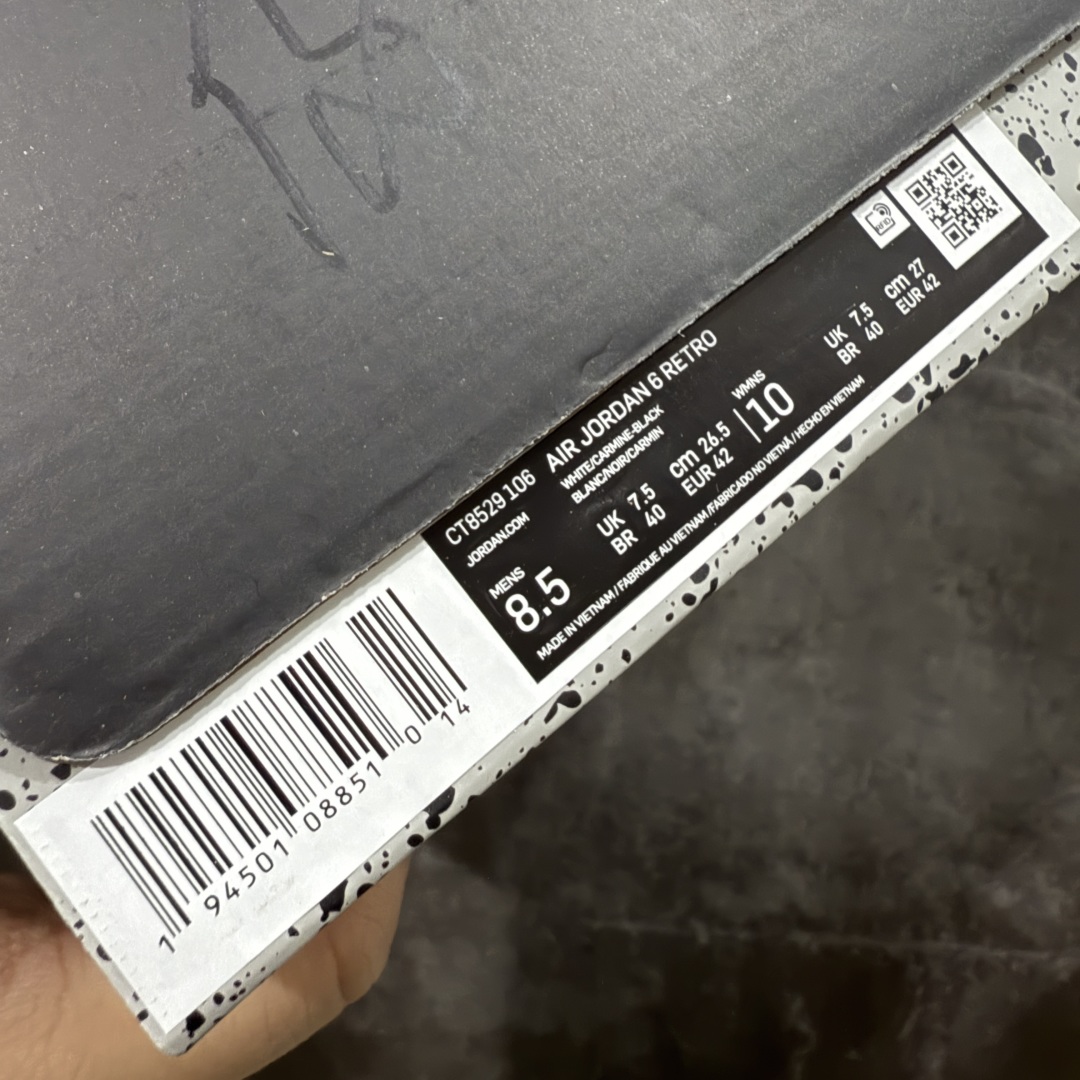 CT8529 106 AIR JORDAN 6 RETRO
JORDAN.COM
WHITE/CARMINE-BLACK
BLANC/NOIR/CARMIN
MENS
8.5
UK 7.5
BR 40
cm 26.5
EUR 42
WMNS
10
UK 7.5
BR 40
cm 27
EUR 42
MADE IN VIETNAM / FABRIQUE AU VIETNAM / FABRICADO NO VIETNÃ / HECHO EN VIETNAM
RFID
1 94501 08851 0 14